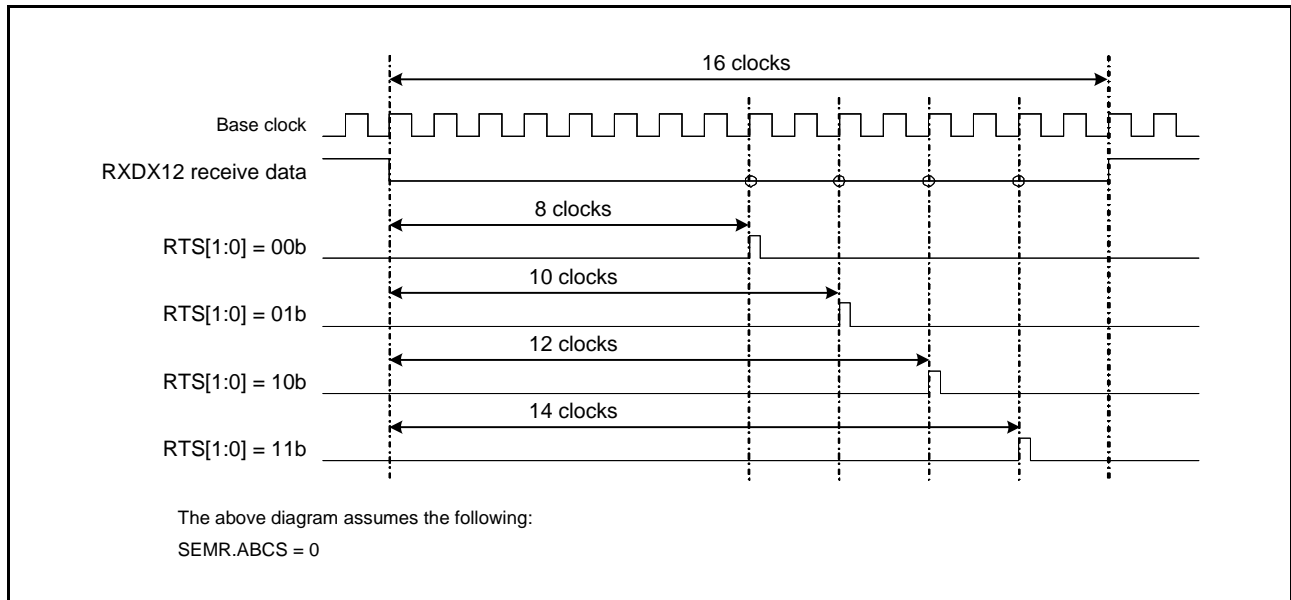 16 clocks
Base clock
RXDX12 receive data
8 clocks
RTS[1:0] = 00b
10 clocks
RTS[1:0] = 01b
12 clocks
RTS[1:0] = 10b
14 clocks
RTS[1:0] = 11b
The above diagram assumes the following:
SEMR.ABCS = 0